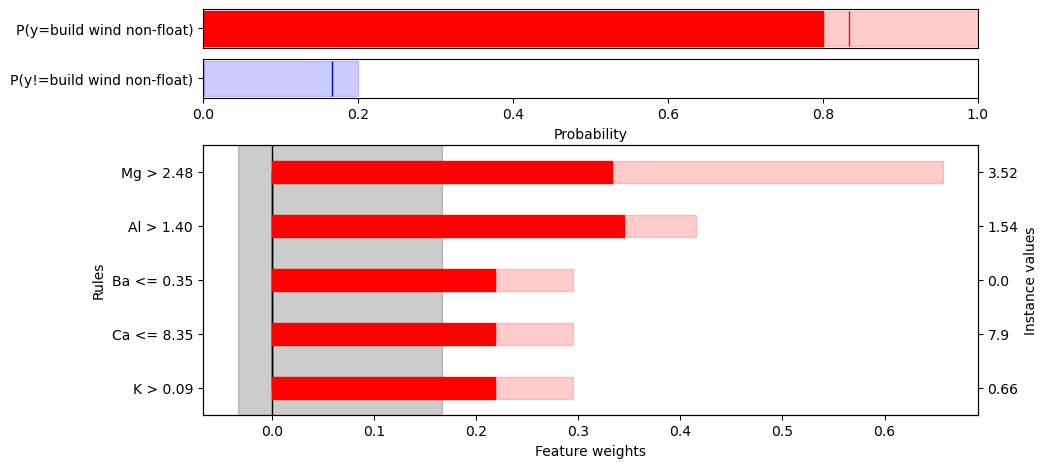 P(y=build wind non-float)
P(y!=build wind non-float)
0.0 0.2 0.4 0.6 0.8 1.0
Probability
Mg > 2.48 3.52
Al > 1.40 1.54
Ba <= 0.35 0.0
Ca <= 8.35 7.9
K > 0.09 0.66
Rules
Instance values
0.0 0.1 0.2 0.3 0.4 0.5 0.6
Feature weights